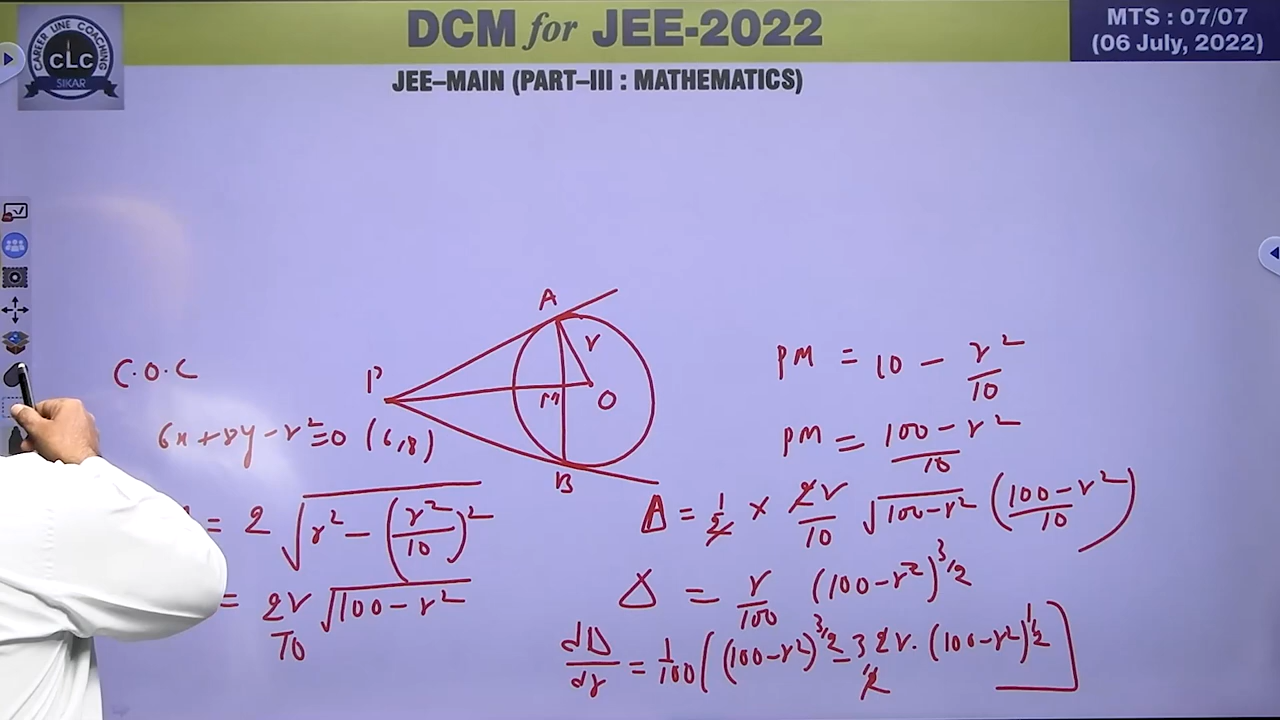 DCM for JEE-2022
MTS : 07/07
(06 July, 2022)
CAREER LINE COACHING
CLC
SIKAR
JEE–MAIN (PART–III : MATHEMATICS)
C.O.C
6x + 8y - r² = 0 (6,8)
= 2 √(r² - (r²/10)²)
= 2r/10 √(100 - r²)
P
A
r
M
O
B
PM = 10 - r²/10
PM = (100 - r²)/10
Δ = 1/2 × 2r/10 √(100-r²) ((100-r²)/10)
Δ = r/100 (100-r²)^3/2
dΔ/dr = 1/100 [(100-r²)^3/2 - 3/2 2r · (100-r²)^1/2]